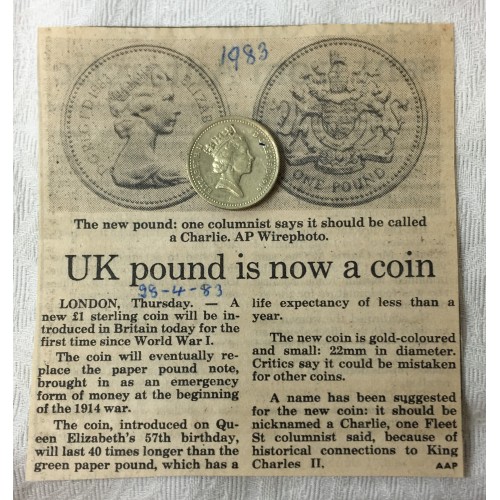 1983
ONE POUND
The new pound: one columnist says it should be called
a Charlie. AP Wirephoto.
UK pound is now a coin
28-4-83
LONDON, Thursday. — A
new £1 sterling coin will be in-
troduced in Britain today for the
first time since World War I.
The coin will eventually re-
place the paper pound note,
brought in as an emergency
form of money at the beginning
of the 1914 war.
The coin, introduced on Qu-
een Elizabeth's 57th birthday,
will last 40 times longer than the
green paper pound, which has a
life expectancy of less than a
year.
The new coin is gold-coloured
and small: 22mm in diameter.
Critics say it could be mistaken
for other coins.
A name has been suggested
for the new coin: it should be
nicknamed a Charlie, one Fleet
St columnist said, because of
historical connections to King
Charles II.
AAP